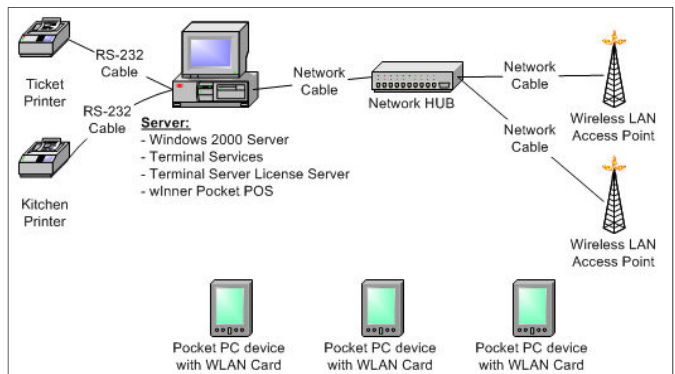 RS-232
Cable
Ticket
Printer
RS-232
Cable
Kitchen
Printer
Server:
- Windows 2000 Server
- Terminal Services
- Terminal Server License Server
- wInner Pocket POS
Network
Cable
Network HUB
Network
Cable
Wireless LAN
Access Point
Network
Cable
Wireless LAN
Access Point
Pocket PC device
with WLAN Card
Pocket PC device
with WLAN Card
Pocket PC device
with WLAN Card